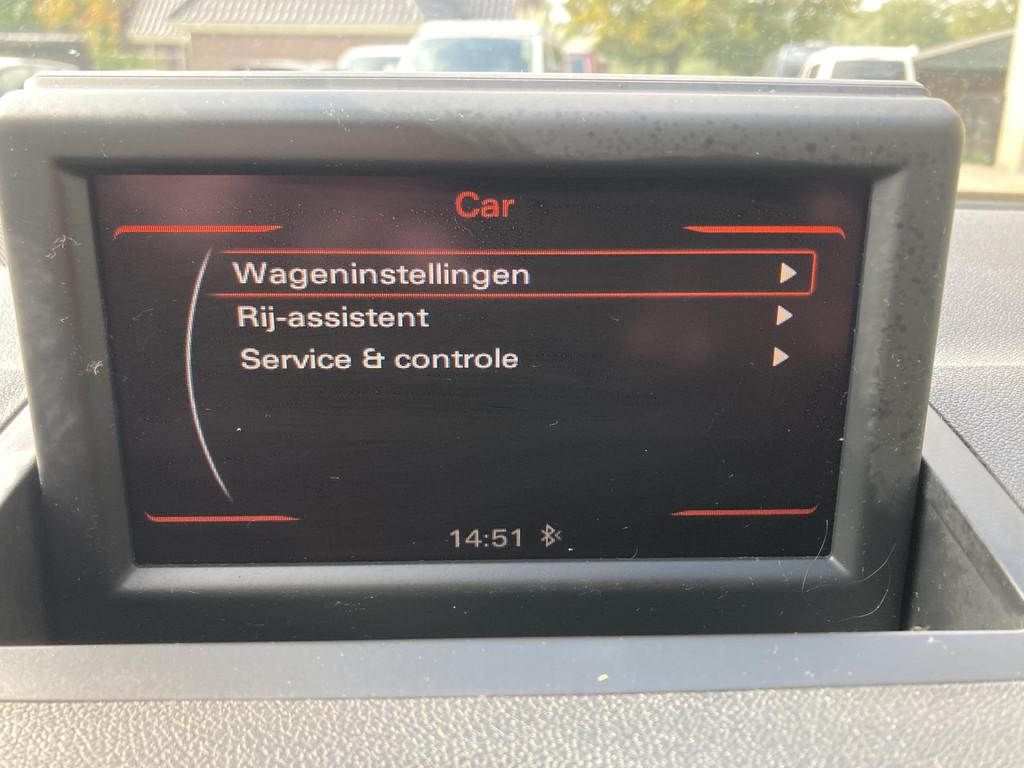 Car
Wageninstellingen
Rij-assistent
Service & controle
14:51